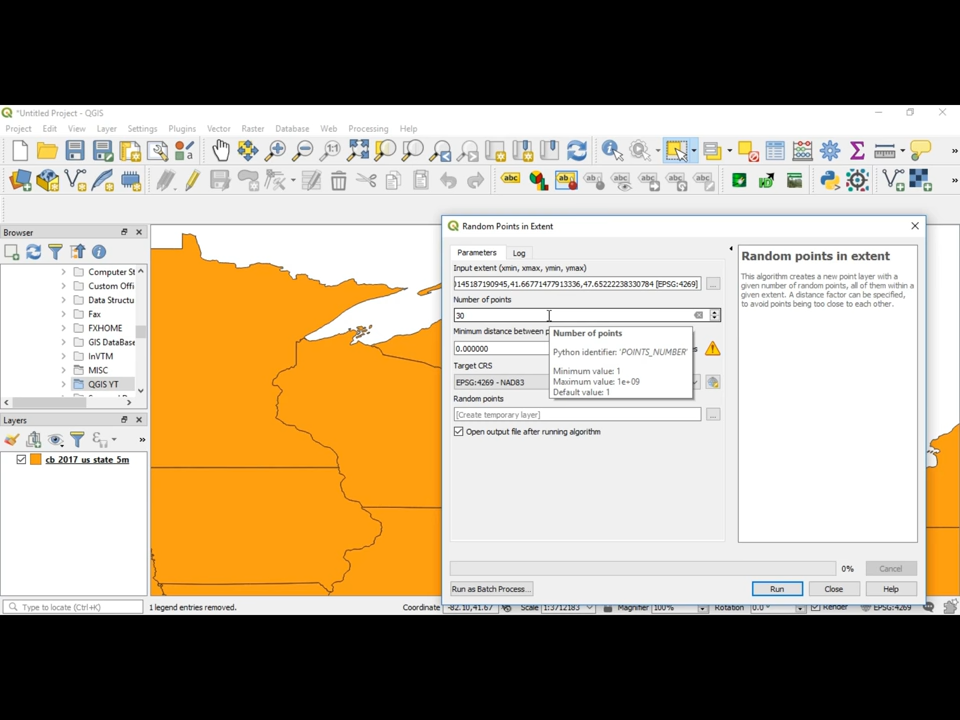 *Untitled Project - QGIS
Project Edit View Layer Settings Plugins Vector Raster Database Web Processing Help
Browser
Computer St
Custom Offi
Data Structu
Fax
FXHOME
GIS DataBase
InVTM
MISC
QGIS YT
Layers
cb 2017 us state 5m
Random Points in Extent
Parameters Log
Input extent (xmin, xmax, ymin, ymax)
)145187190945,41.66771477913336,47.65222238330784 [EPSG:4269]
Number of points
30
Number of points
Python identifier: 'POINTS_NUMBER'
Minimum value: 1
Maximum value: 1e+09
Default value: 1
Minimum distance between
0.000000
Target CRS
EPSG:4269 - NAD83
Random points
[Create temporary layer]
Open output file after running algorithm
Random points in extent
This algorithm creates a new point layer with a
given number of random points, all of them within a
given extent. A distance factor can be specified,
to avoid points being too close to each other.
0% Cancel
Run as Batch Process... Run Close Help
Type to locate (Ctrl+K) 1 legend entries removed. Coordinate -82.10,41.67 Scale 1:3712183 Magnifier 100% Rotation 0.0 ° Render EPSG:4269